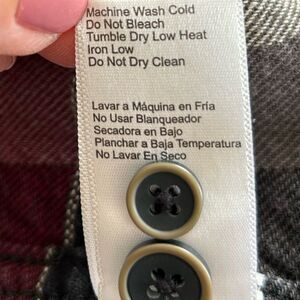 Machine Wash Cold
Do Not Bleach
Tumble Dry Low Heat
Iron Low
Do Not Dry Clean
Lavar a Máquina en Fría
No Usar Blanqueador
Secadora en Bajo
Planchar a Baja Temperatura
No Lavar En Seco